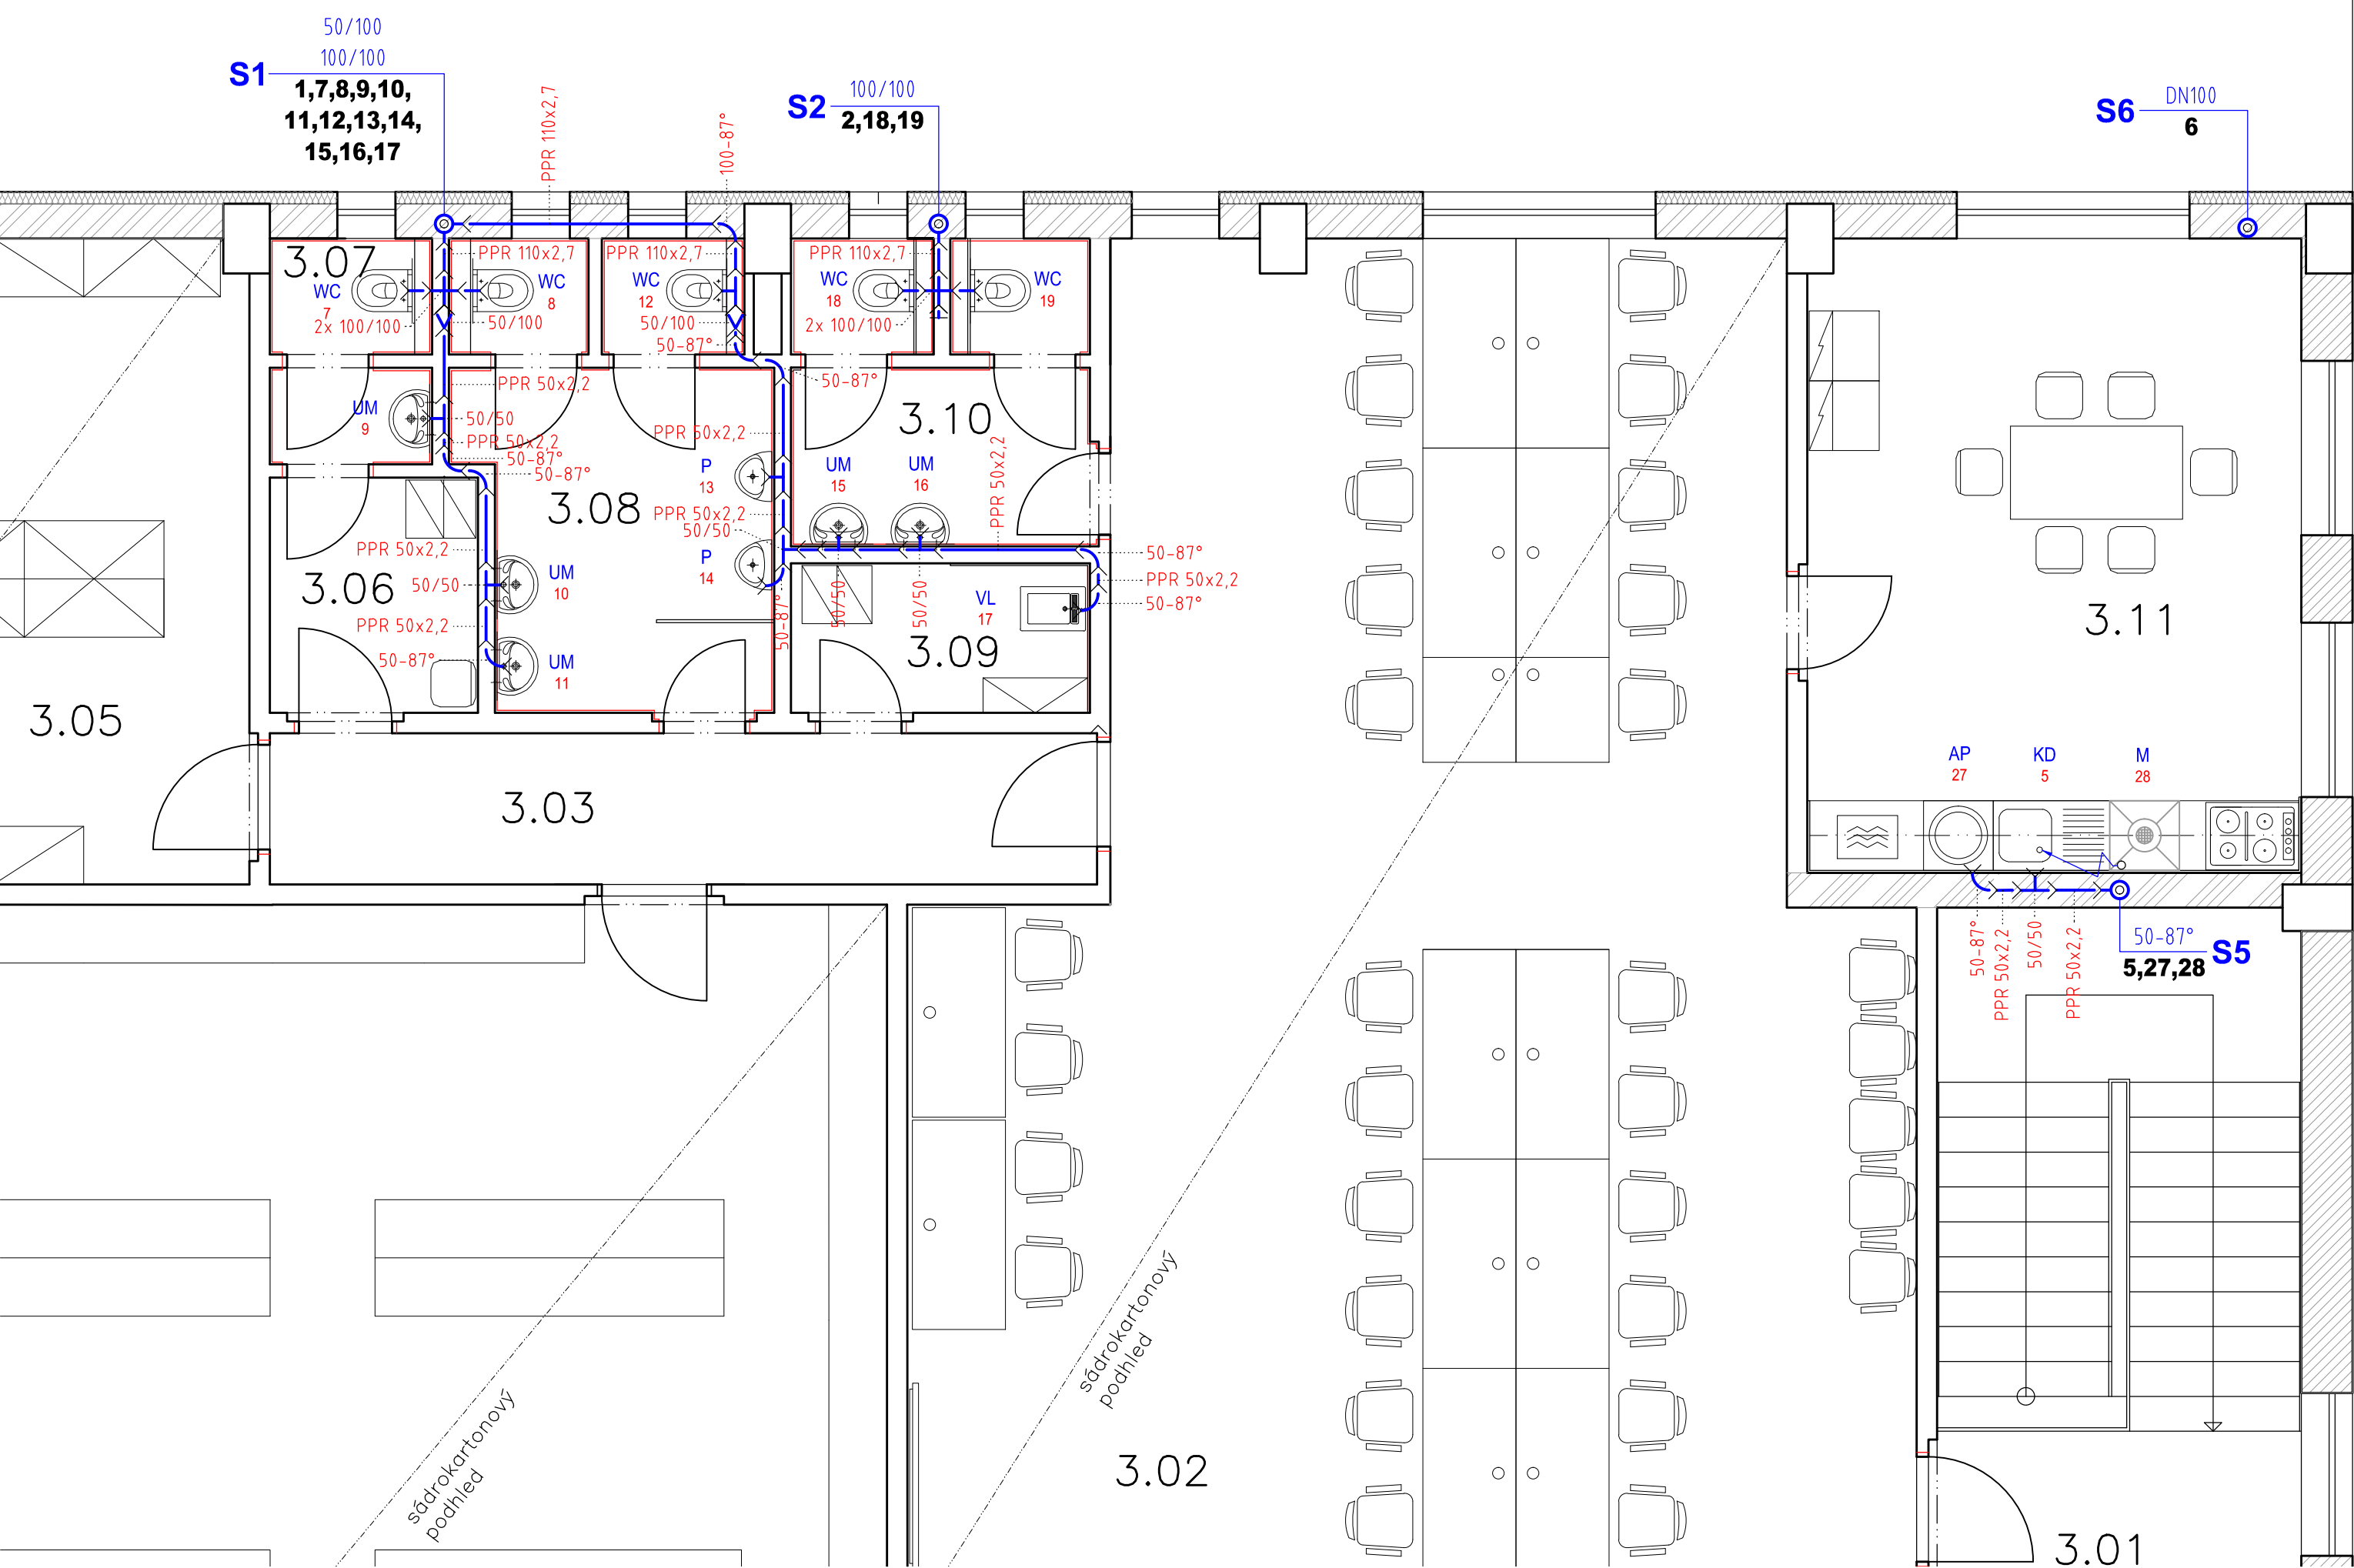 50/100
100/100
S1
1,7,8,9,10,
11,12,13,14,
15,16,17
PPR 110x2,7
100-87°
100/100
S2
2,18,19
DN100
S6
6
3.07
WC
7
2x 100/100
PPR 110x2,7
WC
8
50/100
PPR 110x2,7
WC
12
50/100
50-87°
PPR 110x2,7
WC
18
2x 100/100
WC
19
50-87°
PPR 50x2,2
UM
9
50/50
PPR 50x2,2
50-87°
50-87°
3.08
PPR 50x2,2
P
13
PPR 50x2,2
50/50
P
14
50-87°
3.10
UM
15
UM
16
PPR 50x2,2
50/50
50/50
50-87°
PPR 50x2,2
50-87°
VL
17
3.09
3.06
PPR 50x2,2
50/50
PPR 50x2,2
50-87°
UM
10
UM
11
3.05
3.03
3.11
AP
27
KD
5
M
28
50-87°
PPR 50x2,2
50/50
PPR 50x2,2
50-87°
S5
5,27,28
sádrokartonový
podhled
sádrokartonový
podhled
3.02
3.01